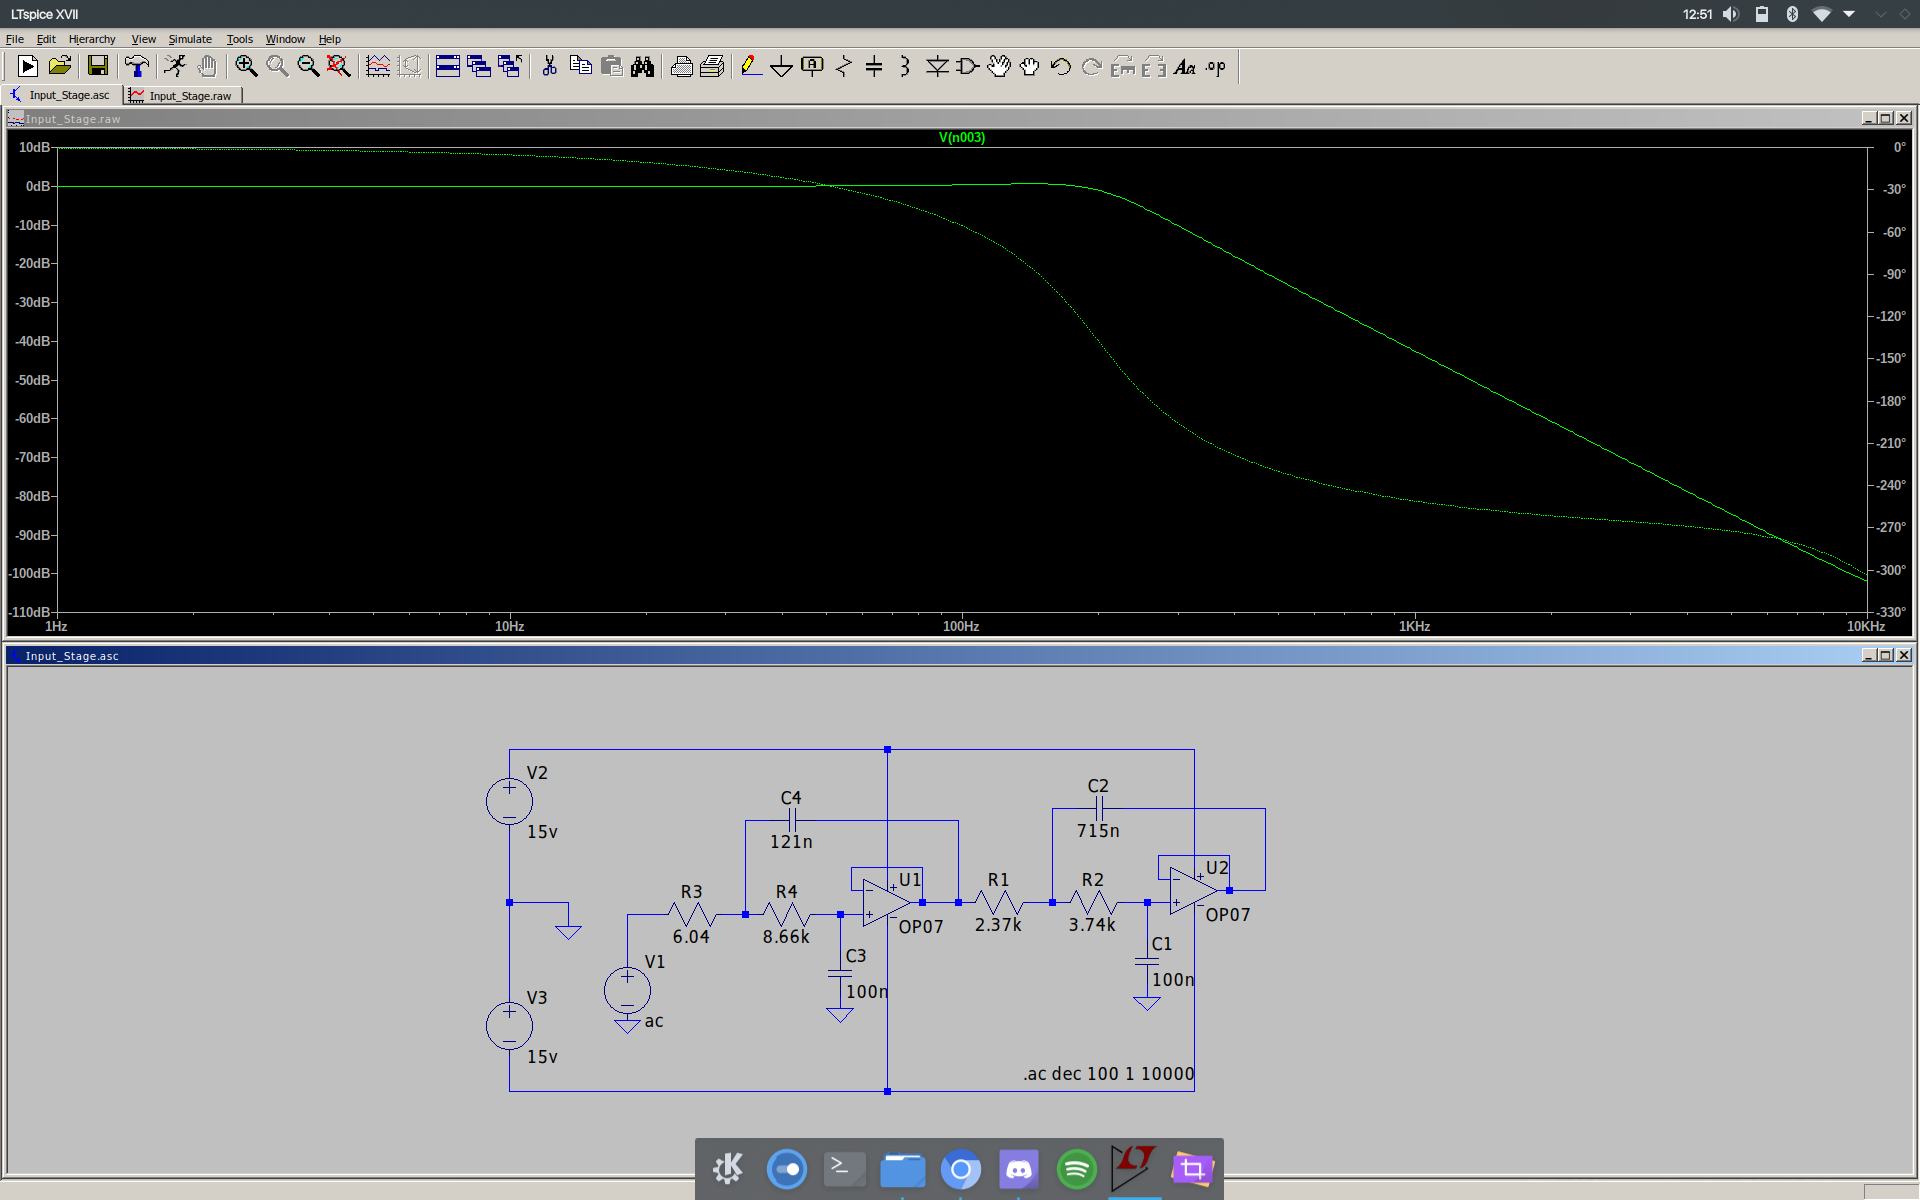 LTspice XVII
12:51
File Edit Hierarchy View Simulate Tools Window Help
A
Aa .op
Input_Stage.asc Input_Stage.raw
Input_Stage.raw
V(n003)
10dB 0°
0dB -30°
-10dB -60°
-20dB -90°
-30dB -120°
-40dB -150°
-50dB -180°
-60dB -210°
-70dB -240°
-80dB -270°
-90dB -300°
-100dB -330°
-110dB
1Hz 10Hz 100Hz 1KHz 10KHz
Input_Stage.asc
V2
15v
V3
15v
V1
ac
R3
6.04
C4
121n
R4
8.66k
C3
100n
U1
OP07
R1
2.37k
C2
715n
R2
3.74k
C1
100n
U2
OP07
.ac dec 100 1 10000